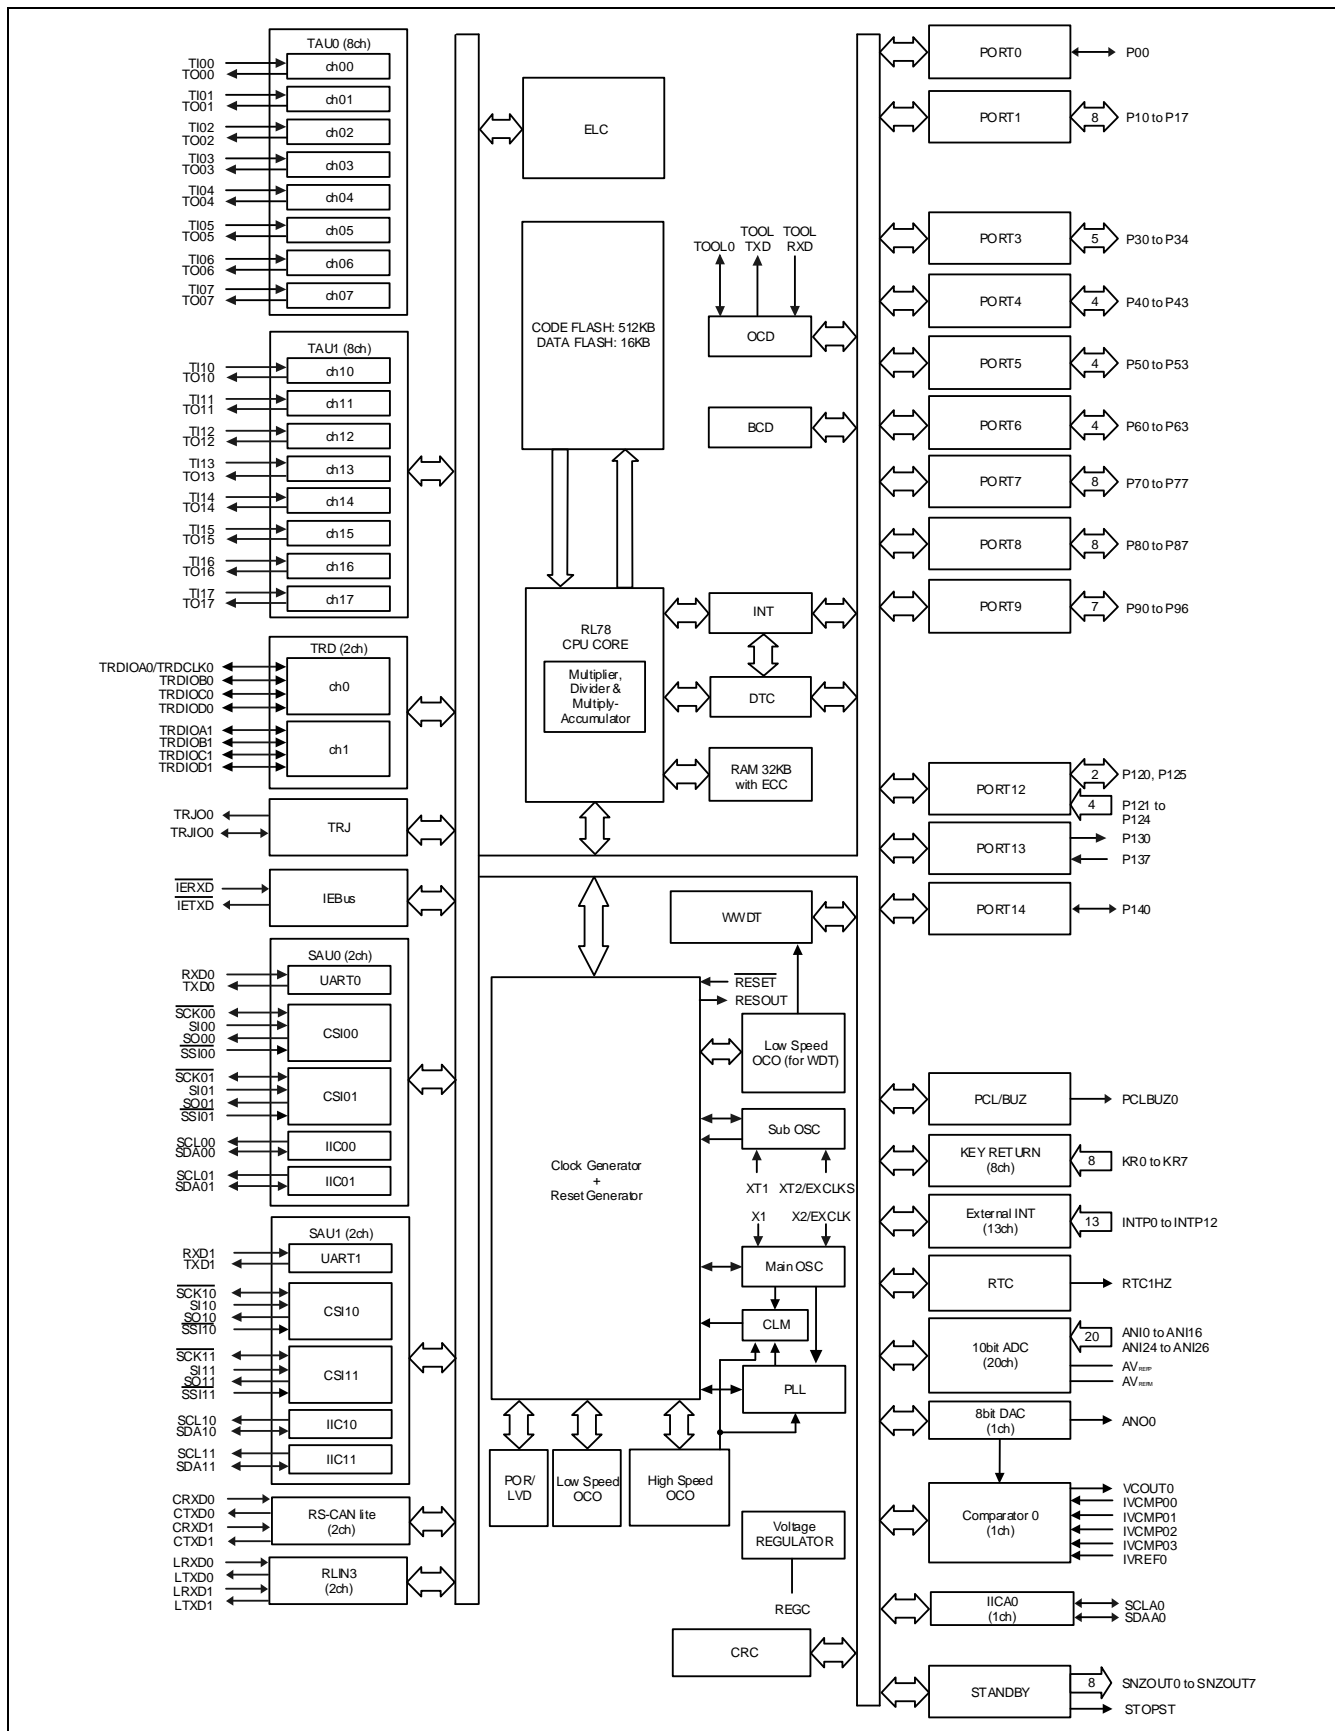 TAU0 (8ch)
TI00
TO00
ch00
TI01
TO01
ch01
TI02
TO02
ch02
TI03
TO03
ch03
TI04
TO04
ch04
TI05
TO05
ch05
TI06
TO06
ch06
TI07
TO07
ch07
TAU1 (8ch)
TI10
TO10
ch10
TI11
TO11
ch11
TI12
TO12
ch12
TI13
TO13
ch13
TI14
TO14
ch14
TI15
TO15
ch15
TI16
TO16
ch16
TI17
TO17
ch17
TRD (2ch)
TRDIOA0/TRDCLK0
TRDIOB0
TRDIOC0
TRDIOD0
ch0
TRDIOA1
TRDIOB1
TRDIOC1
TRDIOD1
ch1
TRJO0
TRJIO0
TRJ
IERXD
IETXD
IEBus
SAU0 (2ch)
RXD0
TXD0
UART0
SCK00
SI00
SO00
SSI00
CSI00
SCK01
SI01
SO01
SSI01
CSI01
SCL00
SDA00
IIC00
SCL01
SDA01
IIC01
SAU1 (2ch)
RXD1
TXD1
UART1
SCK10
SI10
SO10
SSI10
CSI10
SCK11
SI11
SO11
SSI11
CSI11
SCL10
SDA10
IIC10
SCL11
SDA11
IIC11
CRXD0
CTXD0
CRXD1
CTXD1
RS-CAN lite
(2ch)
LRXD0
LTXD0
LRXD1
LTXD1
RLIN3
(2ch)
ELC
CODE FLASH: 512KB
DATA FLASH: 16KB
TOOL0
TOOL
TXD
TOOL
RXD
OCD
BCD
RL78
CPU CORE
Multiplier,
Divider &
Multiply-
Accumulator
INT
DTC
RAM 32KB
with ECC
WWDT
Clock Generator
+
Reset Generator
RESET
RESOUT
Low Speed
OCO (for WDT)
Sub OSC
XT1
XT2/EXCLKS
X1
X2/EXCLK
Main OSC
CLM
PLL
POR/
LVD
Low Speed
OCO
High Speed
OCO
Voltage
REGULATOR
REGC
CRC
PORT0
P00
PORT1
8
P10 to P17
PORT3
5
P30 to P34
PORT4
4
P40 to P43
PORT5
4
P50 to P53
PORT6
4
P60 to P63
PORT7
8
P70 to P77
PORT8
8
P80 to P87
PORT9
7
P90 to P96
PORT12
2
P120, P125
4
P121 to
P124
PORT13
P130
P137
PORT14
P140
PCL/BUZ
PCLBUZ0
KEY RETURN
(8ch)
8
KR0 to KR7
External INT
(13ch)
13
INTP0 to INTP12
RTC
RTC1HZ
10bit ADC
(20ch)
20
ANI0 to ANI16
ANI24 to ANI26
AVREFP
AVREFM
8bit DAC
(1ch)
ANO0
Comparator 0
(1ch)
VCOUT0
IVCMP00
IVCMP01
IVCMP02
IVCMP03
IVREF0
IICA0
(1ch)
SCLA0
SDAA0
STANDBY
8
SNZOUT0 to SNZOUT7
STOPST